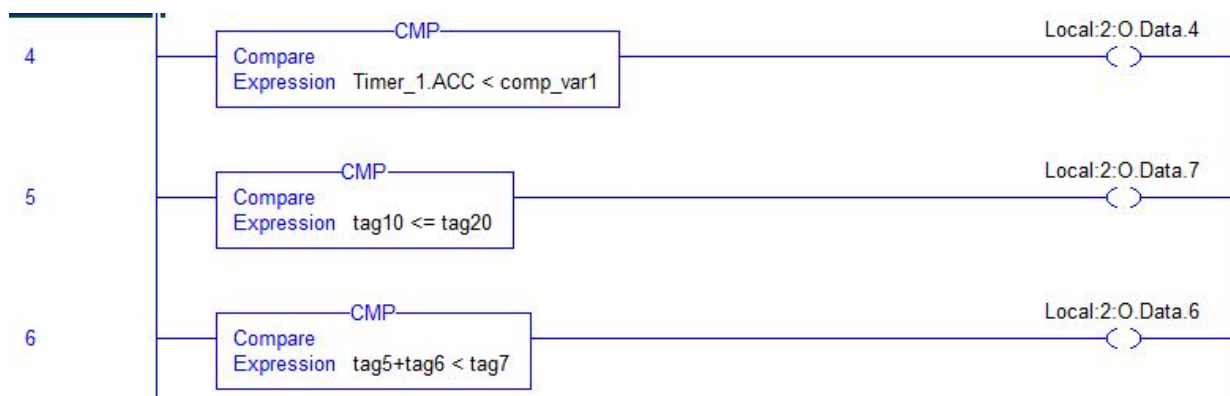 CMP
Local:2:O.Data.4
4
Compare
Expression Timer_1.ACC < comp_var1
CMP
Local:2:O.Data.7
5
Compare
Expression tag10 <= tag20
CMP
Local:2:O.Data.6
6
Compare
Expression tag5+tag6 < tag7